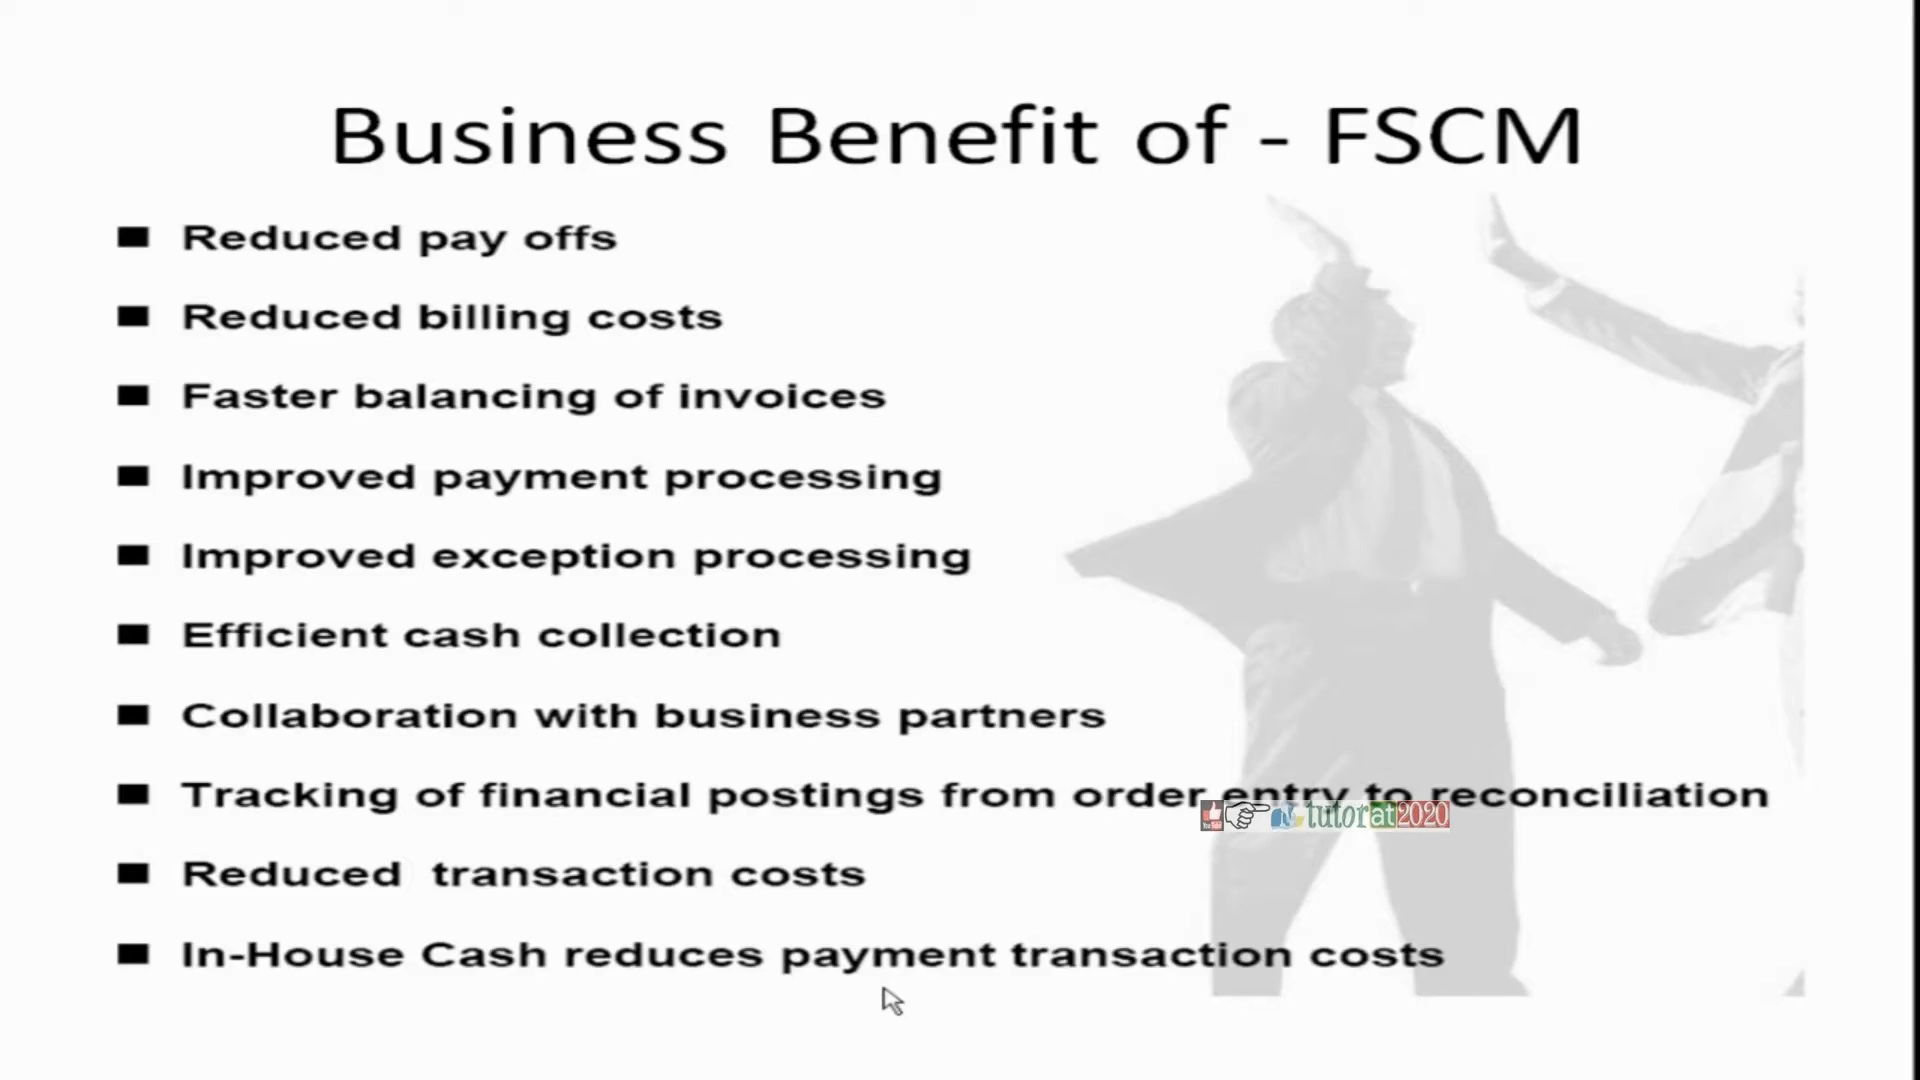 Business Benefit of - FSCM
Reduced pay offs
Reduced billing costs
Faster balancing of invoices
Improved payment processing
Improved exception processing
Efficient cash collection
Collaboration with business partners
Tracking of financial postings from order entry to reconciliation
tutorat2020
Reduced  transaction costs
In-House Cash reduces payment transaction costs